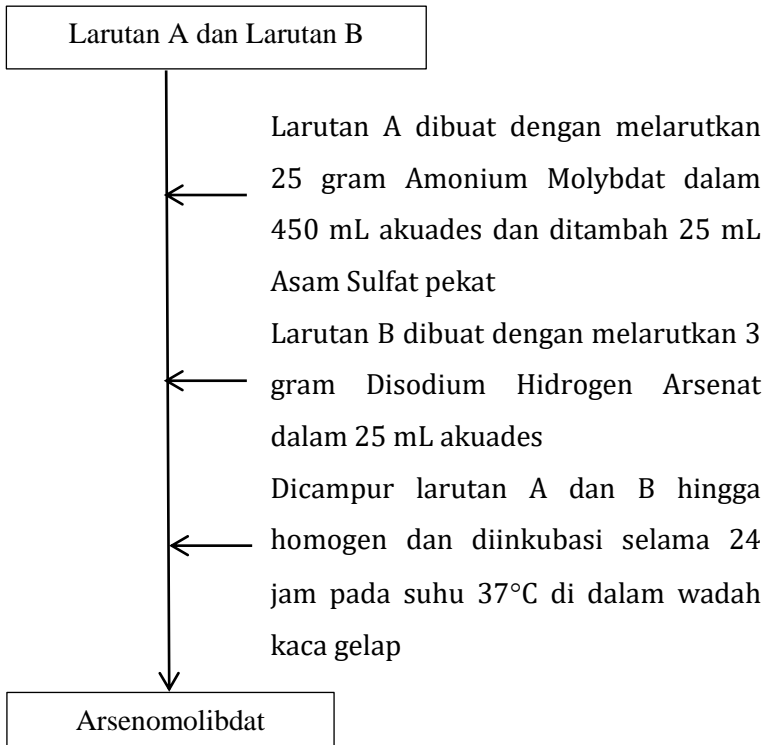 Larutan A dan Larutan B
Larutan A dibuat dengan melarutkan
25 gram Amonium Molybdat dalam
450 mL akuades dan ditambah 25 mL
Asam Sulfat pekat
Larutan B dibuat dengan melarutkan 3
gram Disodium Hidrogen Arsenat
dalam 25 mL akuades
Dicampur larutan A dan B hingga
homogen dan diinkubasi selama 24
jam pada suhu 37°C di dalam wadah
kaca gelap
Arsenomolibdat